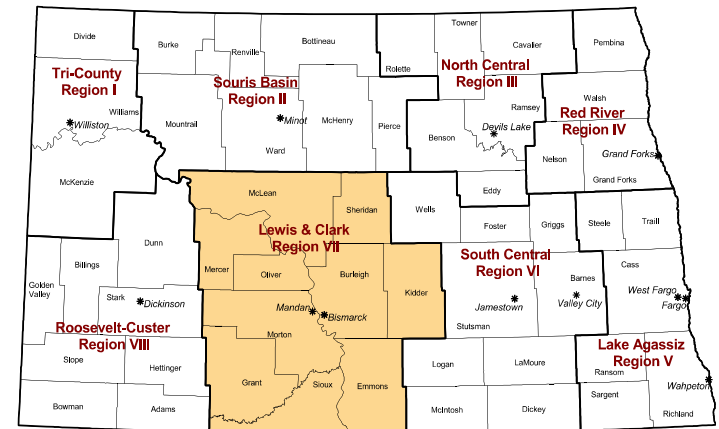 Divide
Burke
Renville
Bottineau
Towner
Rolette
Cavalier
Pembina
Tri-County
Region I
Williams
Williston
Souris Basin
Region II
Minot
Mountrail
Ward
McHenry
Pierce
North Central
Region III
Ramsey
Devils Lake
Benson
Walsh
Red River
Region IV
Nelson
Grand Forks
Grand Forks
McKenzie
McLean
Sheridan
Wells
Eddy
Foster
Griggs
Steele
Traill
Dunn
Lewis & Clark
Region VII
Mercer
Oliver
Burleigh
Kidder
South Central
Region VI
Barnes
Jamestown
Valley City
Stutsman
Cass
West Fargo
Fargo
Billings
Golden
Valley
Stark
Dickinson
Mandan
Bismarck
Morton
Roosevelt-Custer
Region VIII
Slope
Hettinger
Grant
Sioux
Emmons
Logan
LaMoure
Lake Agassiz
Region V
Ransom
Wahpeton
Sargent
Bowman
Adams
McIntosh
Dickey
Richland